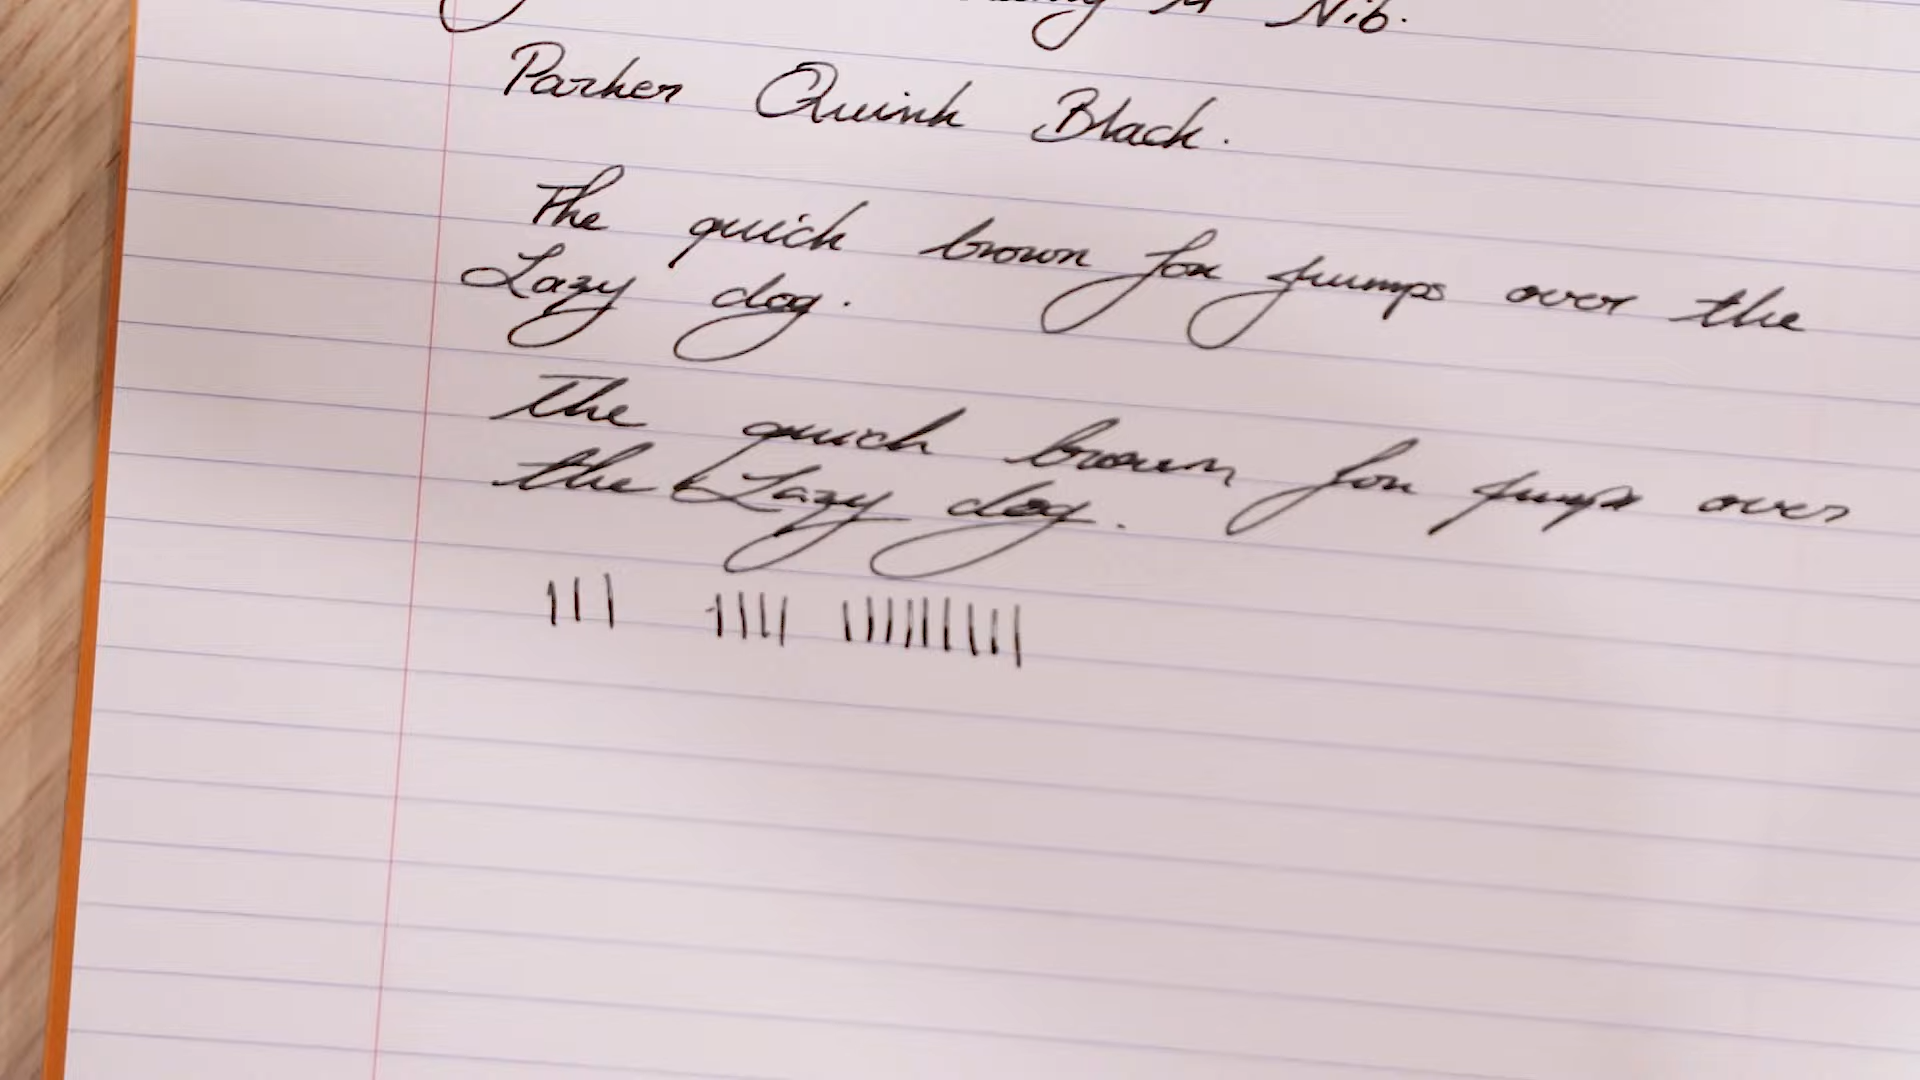 Nib.
Parker Quink Black.
The quick brown fox jumps over the
Lazy dog.
The quick brown fox jumps over
the Lazy dog.